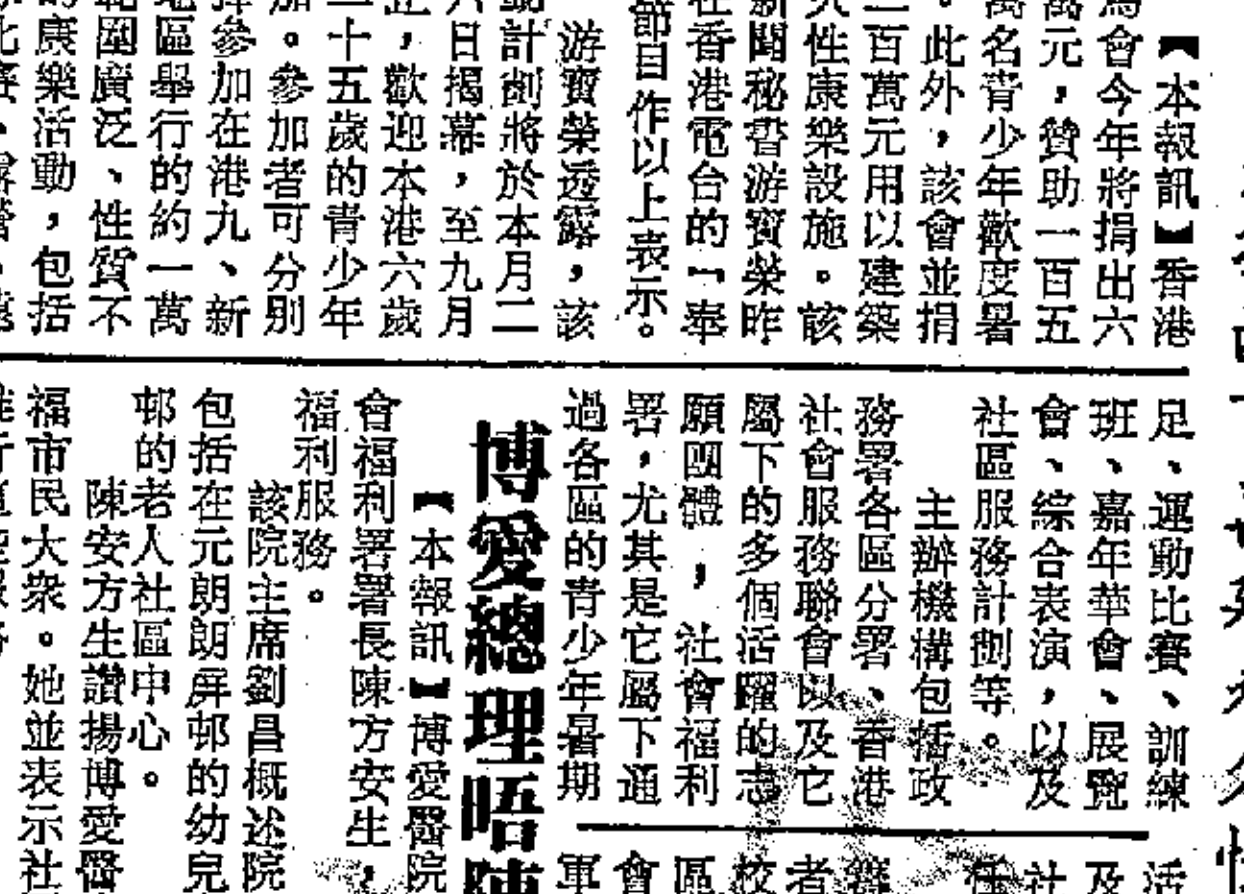 【本報訊】香港
馬會今年將捐出六
萬元，贊助一百五
萬名青少年歡度署
。此外，該會並捐
二百萬元用以建築
久性康樂設施。該
新聞秘書游寶榮昨
在香港電台的「奉
節目作以上表示。
游寶榮透露，該
動計劃將於本月二
六日揭幕，至九月
止，歡迎本港六歲
二十五歲的青少年
加。參加者可分別
擇參加在港九、新
地區舉行的約一萬
範圍廣泛、性質不
的康樂活動，包括
足、運動比賽、訓練
班、嘉年華會、展覽
會、綜合表演，以及
社區服務計劃等。
主辦機構包括政
務署各區分署、香港
社會服務聯會以及它
屬下的多個活躍的志
願團體，社會福利
署，尤其是它屬下通
過各區的青少年暑期
活
及
社
者
校
區
會
軍
博愛總理晤陳
【本報訊】博愛醫院
會福利署署長陳方安生，
福利服務。
該院主席劉昌概述院
包括在元朗朗屏邨的幼兒
邨的老人社區中心。
陳安方生讚揚博愛醫
福市民大衆。她並表示社